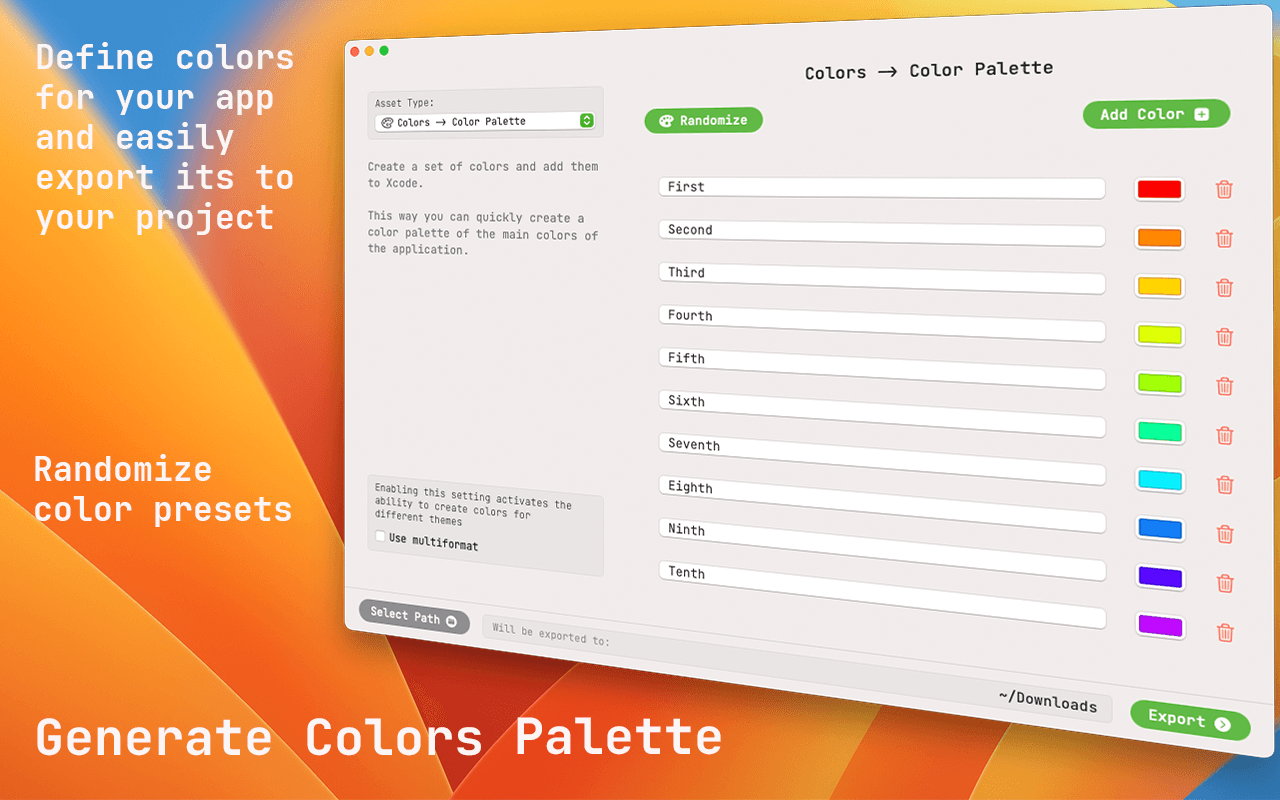 Define colors
for your app
and easily
export its to
your project
Randomize
color presets
Generate Colors Palette
Colors → Color Palette
Asset Type:
Colors → Color Palette
Create a set of colors and add them
to Xcode.
This way you can quickly create a
color palette of the main colors of
the application.
Enabling this setting activates the
ability to create colors for
different themes
Use multiformat
Randomize
Add Color
First
Second
Third
Fourth
Fifth
Sixth
Seventh
Eighth
Ninth
Tenth
Select Path
Will be exported to:
~/Downloads
Export